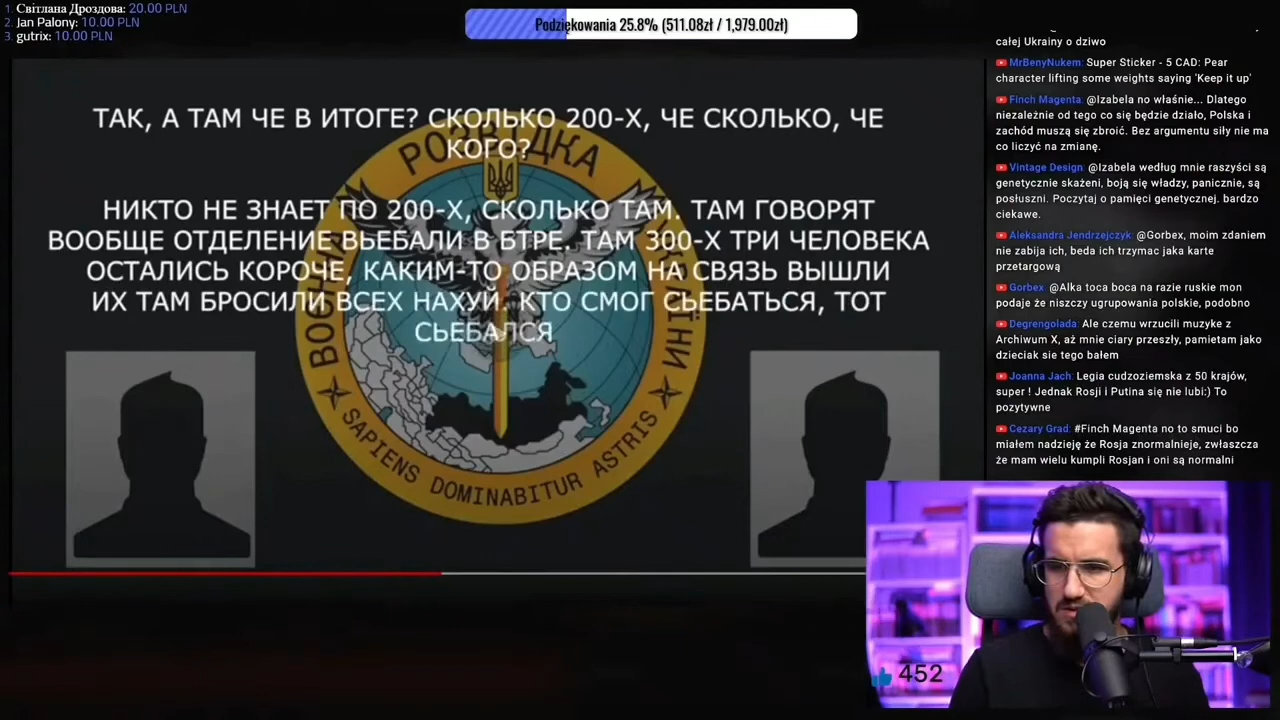 1. Світлана Дроздова: 20.00 PLN
2. Jan Palony: 10.00 PLN
3. gutrix: 10.00 PLN
Podziękowania 25.8% (511.08zł / 1,979.00zł)
ТАК, А ТАМ ЧЕ В ИТОГЕ? СКОЛЬКО 200-Х, ЧЕ СКОЛЬКО, ЧЕ
КОГО?
НИКТО НЕ ЗНАЕТ ПО 200-Х, СКОЛЬКО ТАМ. ТАМ ГОВОРЯТ
ВООБЩЕ ОТДЕЛЕНИЕ ВЬЕБАЛИ В БТРЕ. ТАМ 300-Х ТРИ ЧЕЛОВЕКА
ОСТАЛИСЬ КОРОЧЕ, КАКИМ-ТО ОБРАЗОМ НА СВЯЗЬ ВЫШЛИ
ИХ ТАМ БРОСИЛИ ВСЕХ НАХУЙ. КТО СМОГ СЬЕБАТЬСЯ, ТОТ
СЬЕБАЛСЯ
РОЗВІДКА
SAPIENS DOMINABITUR ASTRIS
całej Ukrainy o dziwo
MrBenyNukem: Super Sticker - 5 CAD: Pear
character lifting some weights saying 'Keep it up'
Finch Magenta: @Izabela no właśnie... Dlatego
niezależnie od tego co się będzie działo, Polska i
zachód muszą się zbroić. Bez argumentu siły nie ma
co liczyć na zmianę.
Vintage Design: @Izabela według mnie raszyści są
genetycznie skażeni, boją się władzy, panicznie, są
posłuszni. Poczytaj o pamięci genetycznej. bardzo
ciekawe.
Aleksandra Jendrzejczyk: @Gorbex, moim zdaniem
nie zabija ich, beda ich trzymac jaka karte
przetargową
Gorbex: @Alka toca boca na razie ruskie mon
podaje że niszczy ugrupowania polskie, podobno
Degrengolada: Ale czemu wrzucili muzyke z
Archiwum X, aż mnie ciary przeszły, pamietam jako
dzieciak sie tego bałem
Joanna Jach: Legia cudzoziemska z 50 krajów,
super ! Jednak Rosji i Putina się nie lubi:) To
pozytywne
Cezary Grad: #Finch Magenta no to smuci bo
miałem nadzieję że Rosja znormalnieje, zwłaszcza
że mam wielu kumpli Rosjan i oni są normalni
452